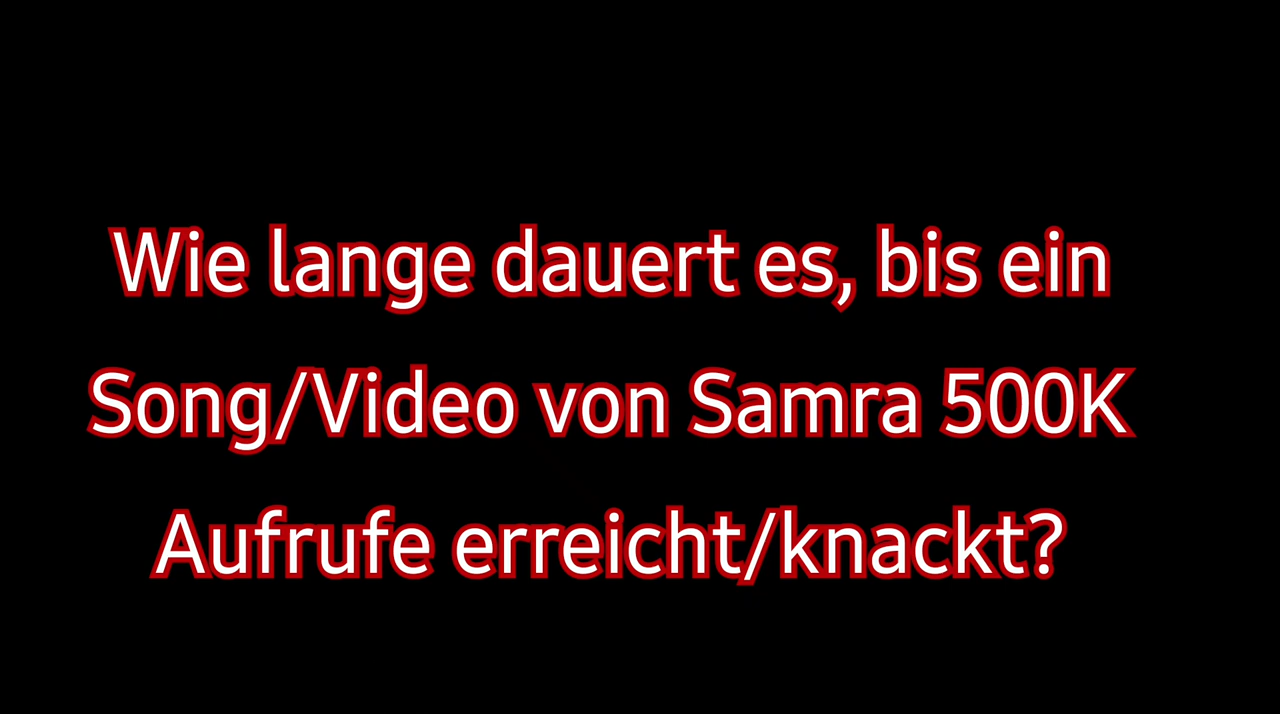 Wie lange dauert es, bis ein
Song/Video von Samra 500K
Aufrufe erreicht/knackt?